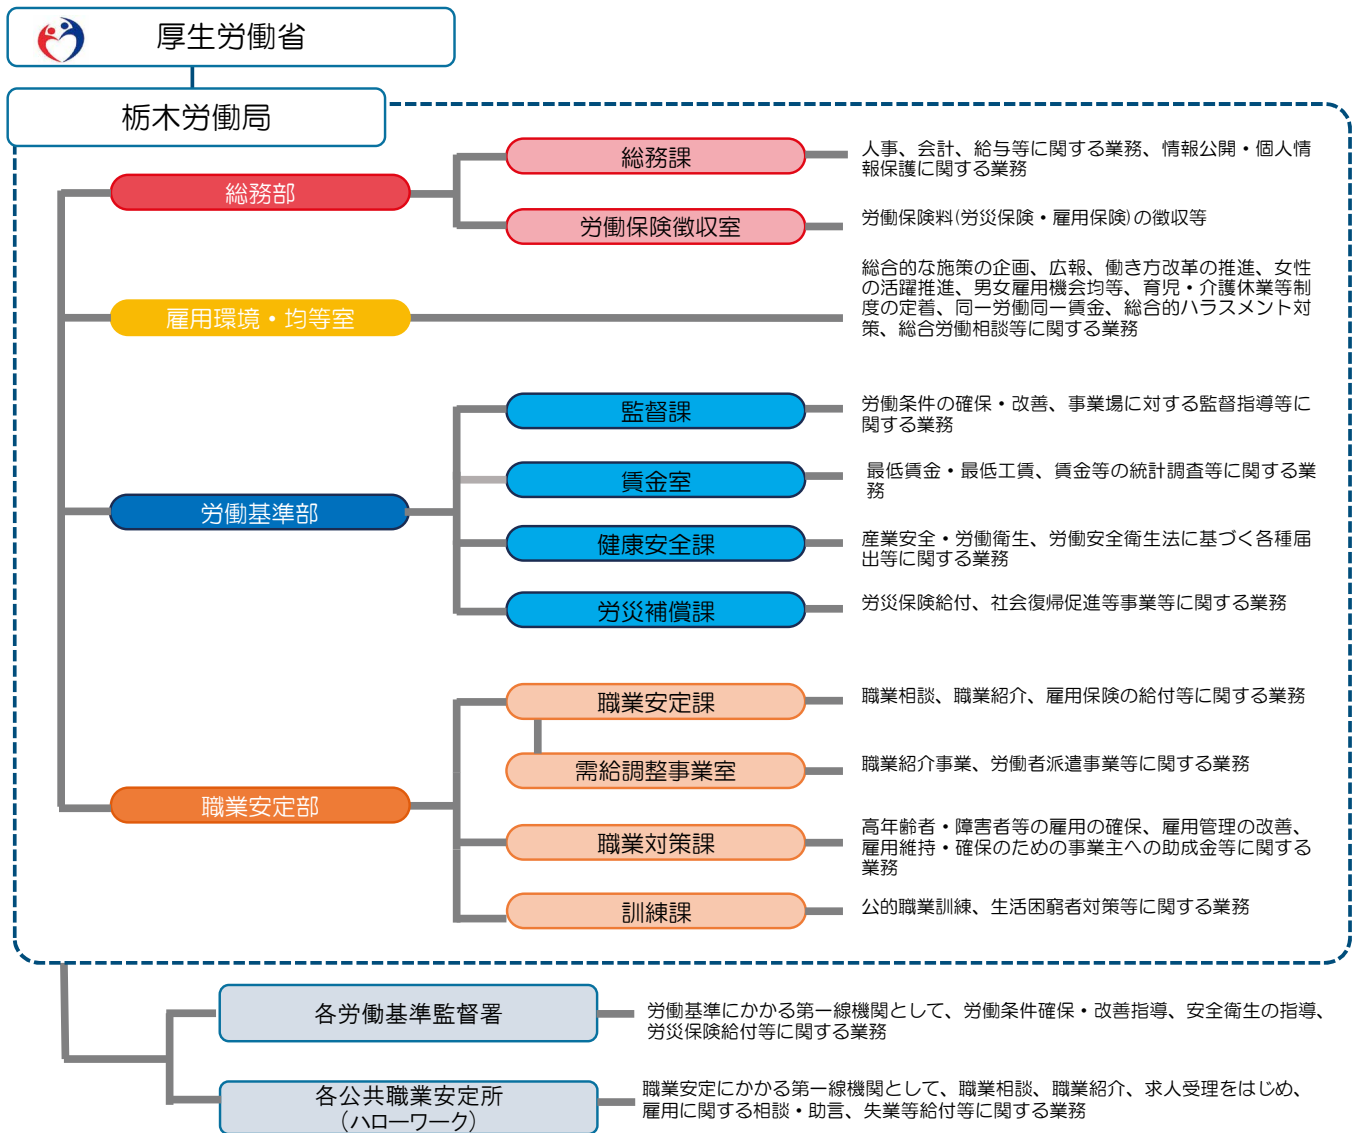 厚生労働省
栃木労働局
総務部
総務課
人事、会計、給与等に関する業務、情報公開・個人情
報保護に関する業務
労働保険徴収室
労働保険料(労災保険・雇用保険)の徴収等
雇用環境・均等室
総合的な施策の企画、広報、働き方改革の推進、女性
の活躍推進、男女雇用機会均等、育児・介護休業等制
度の定着、同一労働同一賃金、総合的ハラスメント対
策、総合労働相談等に関する業務
労働基準部
監督課
労働条件の確保・改善、事業場に対する監督指導等に
関する業務
賃金室
最低賃金・最低工賃、賃金等の統計調査等に関する業
務
健康安全課
産業安全・労働衛生、労働安全衛生法に基づく各種届
出等に関する業務
労災補償課
労災保険給付、社会復帰促進等事業等に関する業務
職業安定部
職業安定課
職業相談、職業紹介、雇用保険の給付等に関する業務
需給調整事業室
職業紹介事業、労働者派遣事業等に関する業務
職業対策課
高年齢者・障害者等の雇用の確保、雇用管理の改善、
雇用維持・確保のための事業主への助成金等に関する
業務
訓練課
公的職業訓練、生活困窮者対策等に関する業務
各労働基準監督署
労働基準にかかる第一線機関として、労働条件確保・改善指導、安全衛生の指導、
労災保険給付等に関する業務
各公共職業安定所
(ハローワーク)
職業安定にかかる第一線機関として、職業相談、職業紹介、求人受理をはじめ、
雇用に関する相談・助言、失業等給付等に関する業務